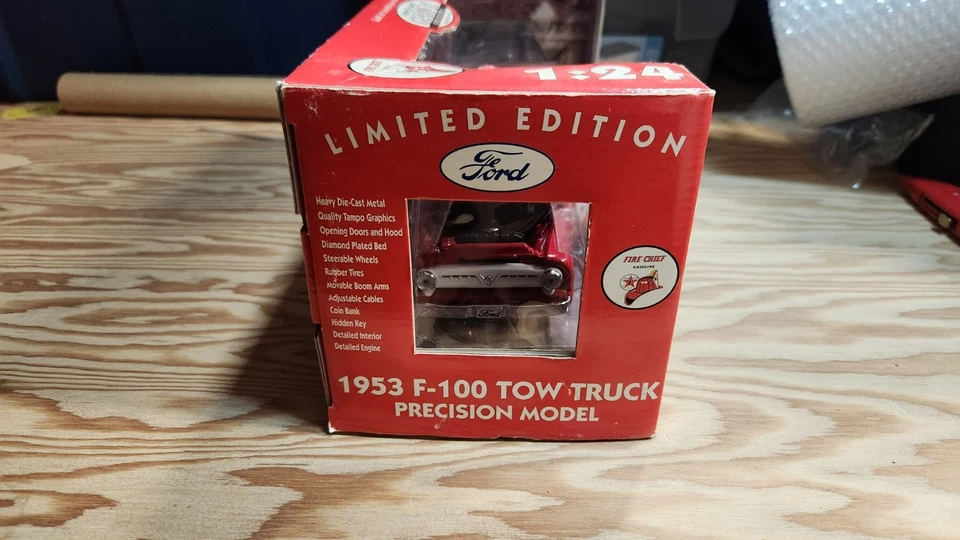 1:24
LIMITED EDITION
Ford
Heavy Die-Cast Metal
Quality Tampo Graphics
Opening Doors and Hood
Diamond Plated Bed
Steerable Wheels
Rubber Tires
Movable Boom Arms
Adjustable Cables
Coin Bank
Hidden Key
Detailed Interior
Detailed Engine
Ford
FIRE CHIEF
GASOLINE
1953 F-100 TOW TRUCK
PRECISION MODEL